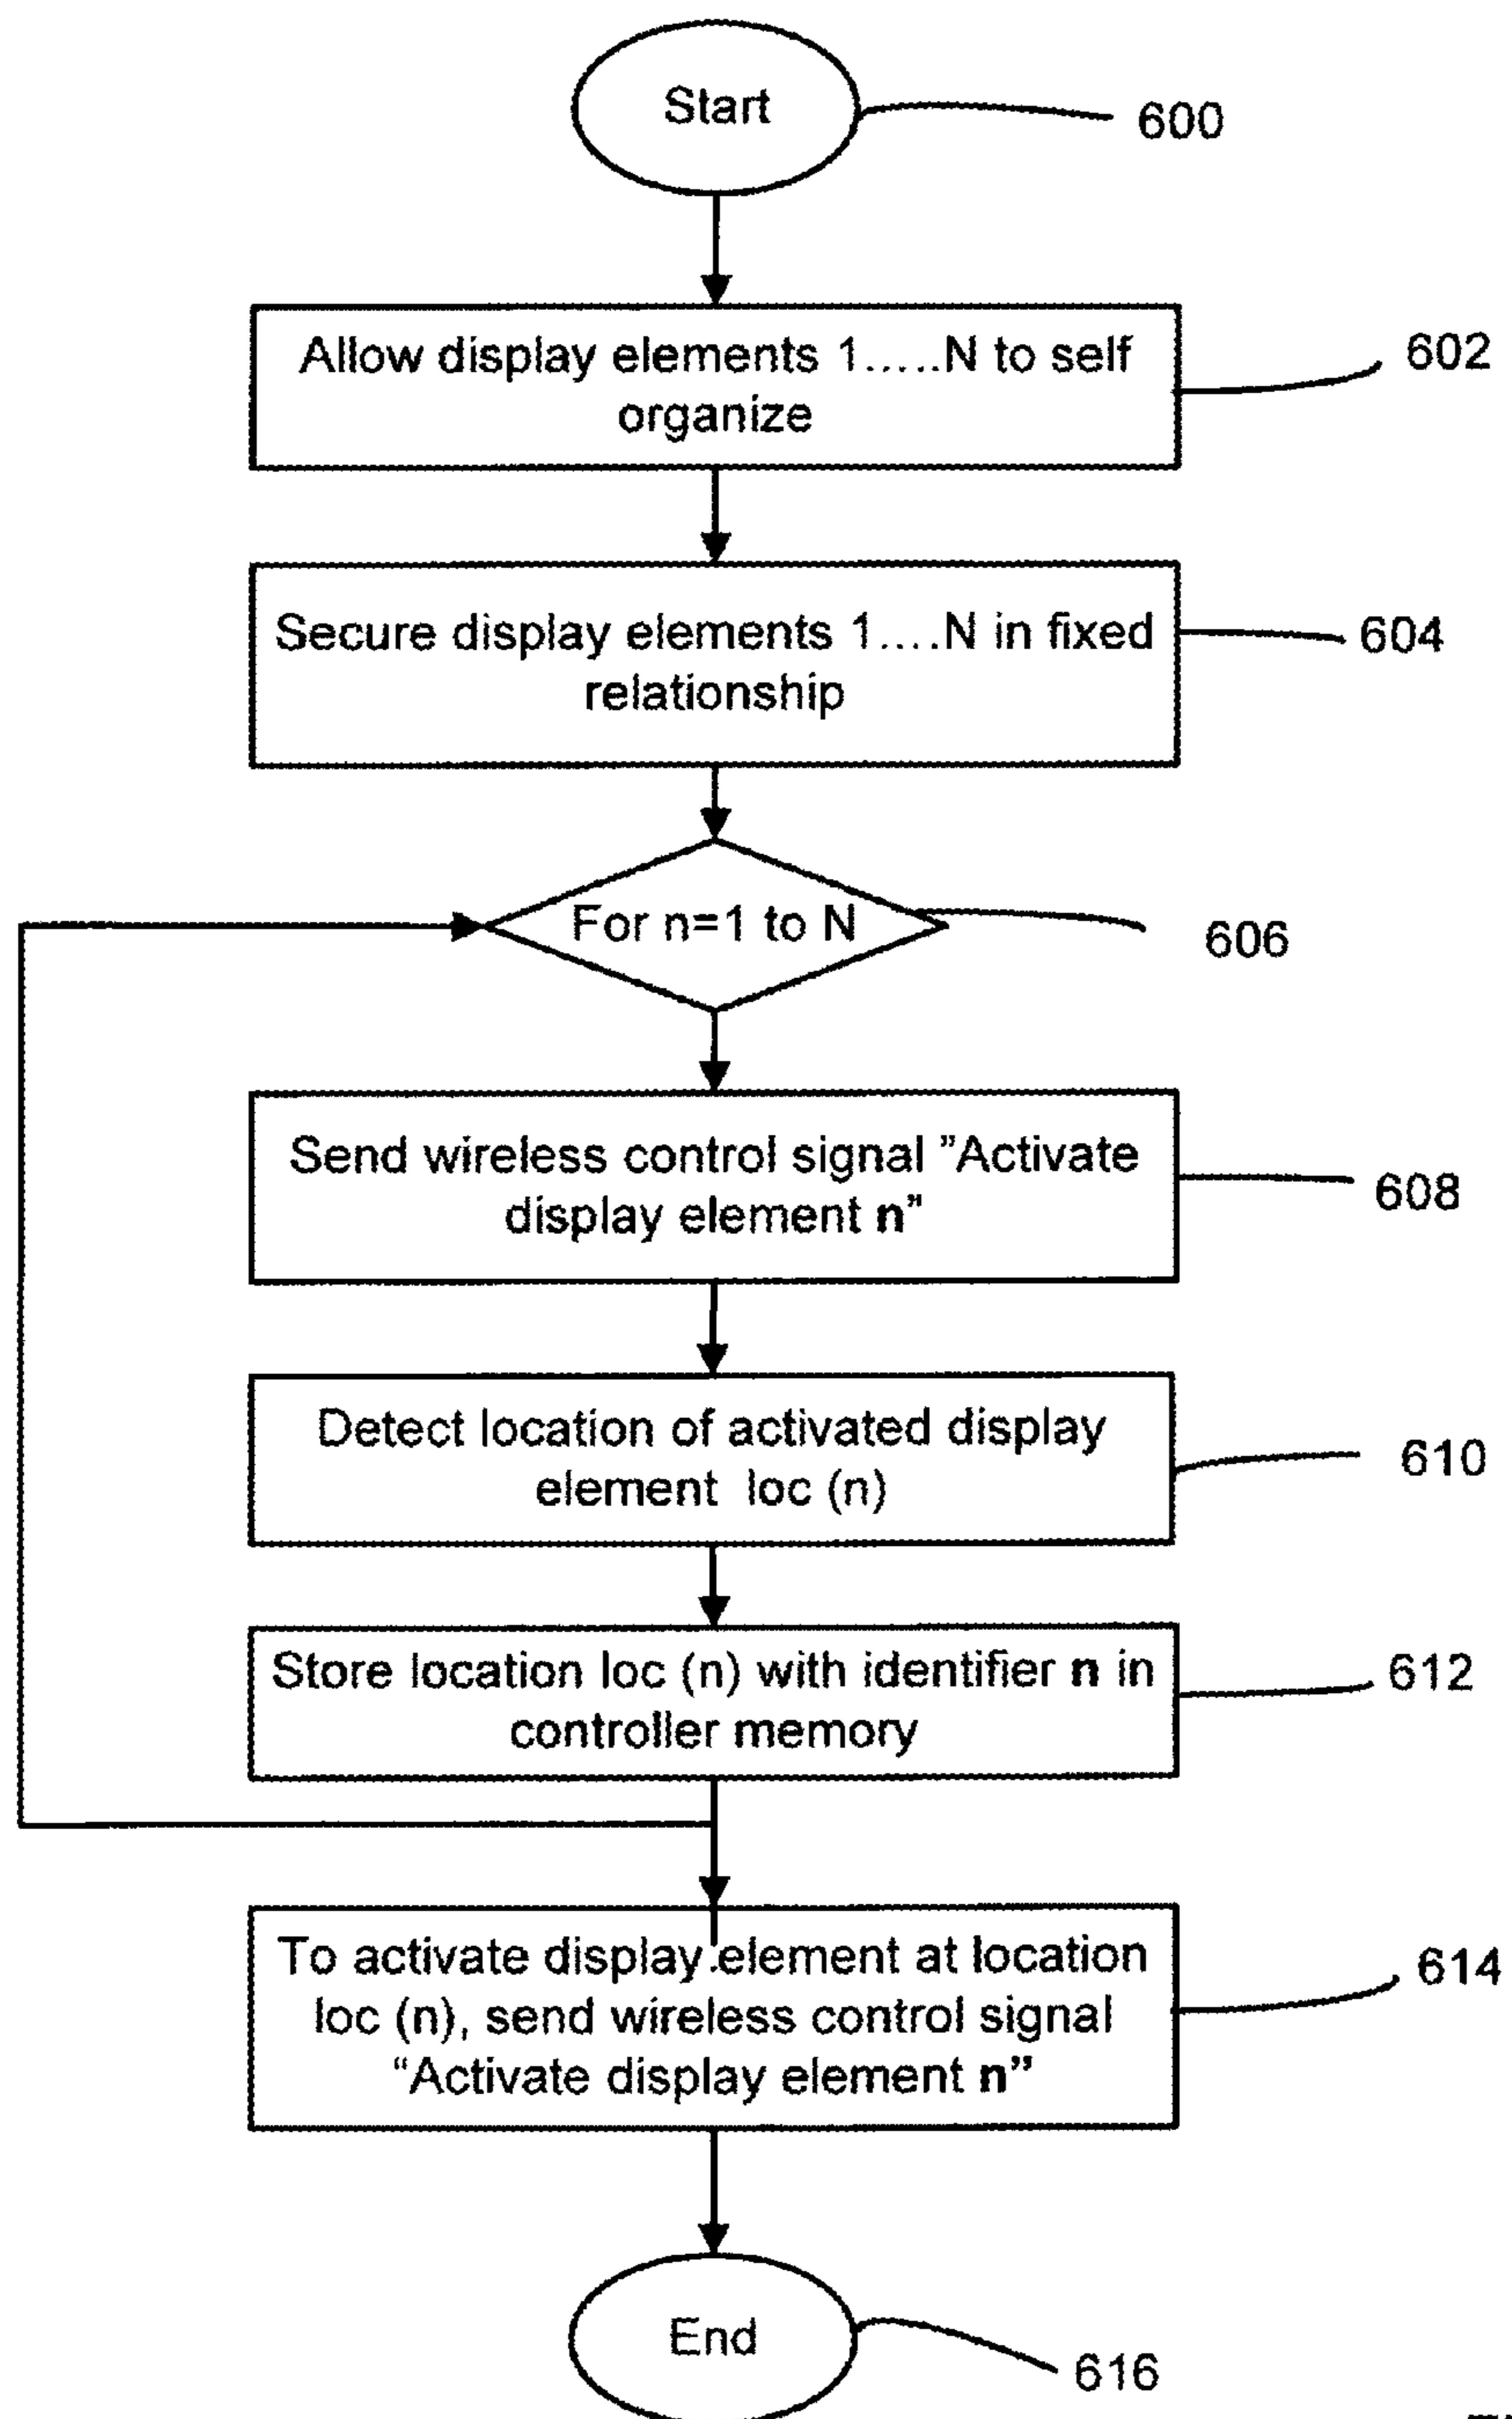 Start
600
Allow display elements 1.....N to self
organize
602
Secure display elements 1....N in fixed
relationship
604
For n=1 to N
606
Send wireless control signal ”Activate
display element n”
608
Detect location of activated display
element loc (n)
610
Store location loc (n) with identifier n in
controller memory
612
To activate display element at location
loc (n), send wireless control signal
“Activate display element n”
614
End
616